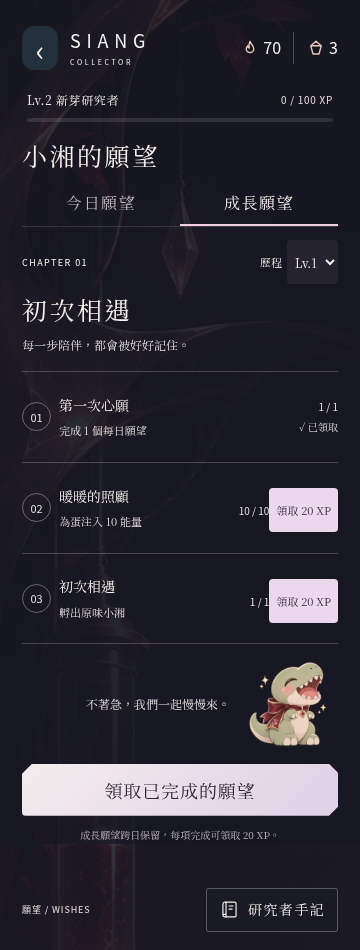 ‹ SIANG 70 3
COLLECTOR
Lv.2 新芽研究者 0 / 100 XP
小湘的願望
今日願望 成長願望
CHAPTER 01 歷程 Lv.1
初次相遇
每一步陪伴，都會被好好記住。
01 第一次心願 1 / 1
完成 1 個每日願望 ✓ 已領取
02 暖暖的照顧 10 / 10 領取 20 XP
為蛋注入 10 能量
03 初次相遇 1 / 1 領取 20 XP
孵出原味小湘
不著急，我們一起慢慢來。
領取已完成的願望
成長願望跨日保留，每項完成可領取 20 XP。
願望 / WISHES 研究者手記